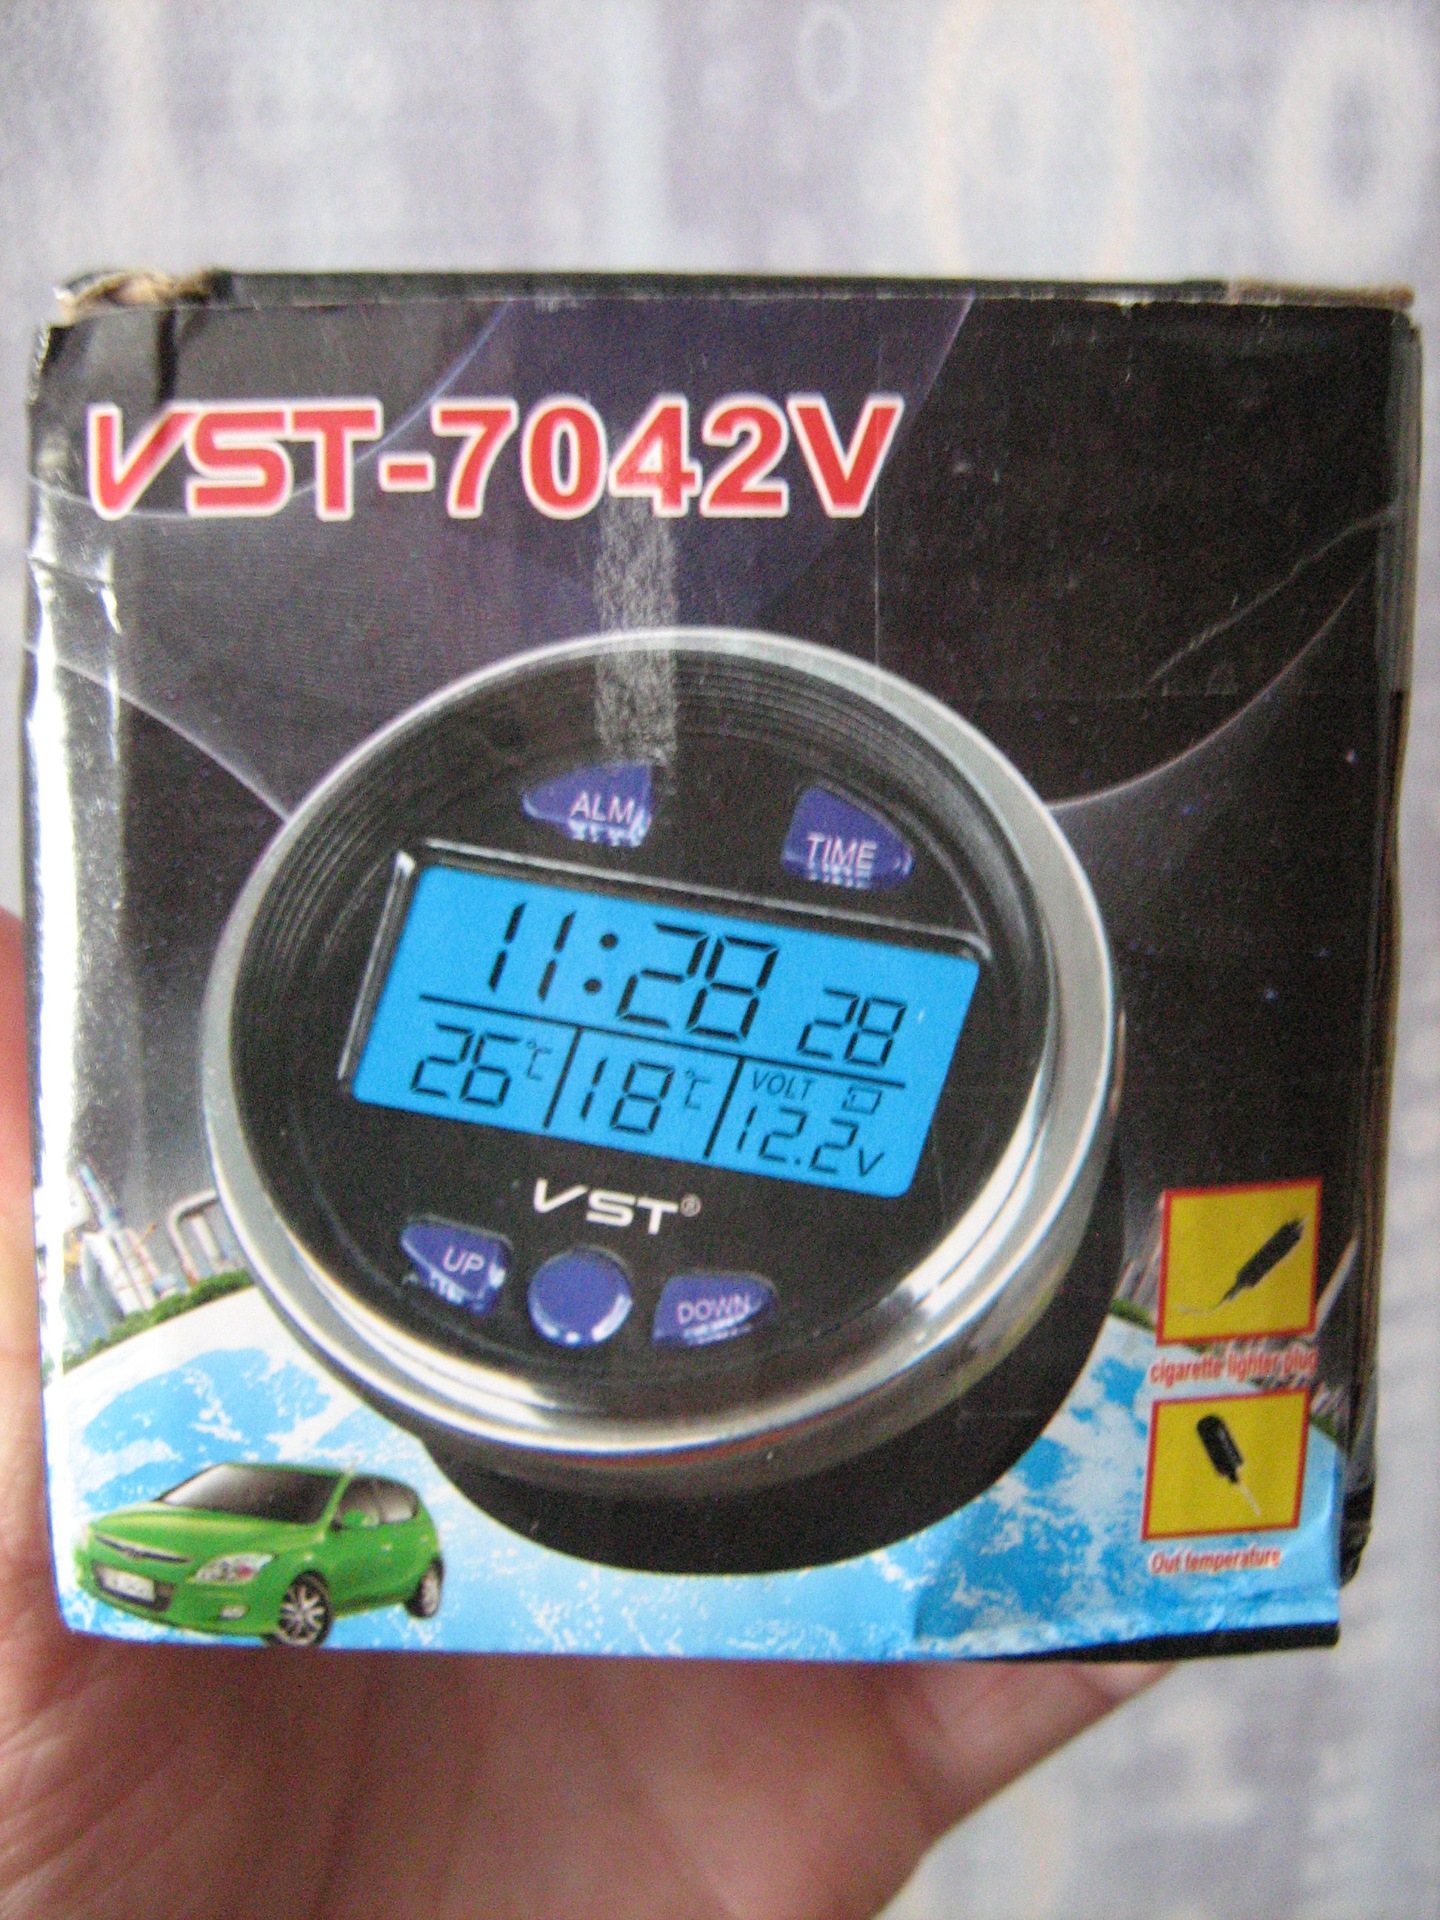 VST-7042V
ALM
TIME
11:28 28
26°C 18°C VOLT 12.2V
VST®
UP
DOWN
cigarette lighter plug
Out temperature